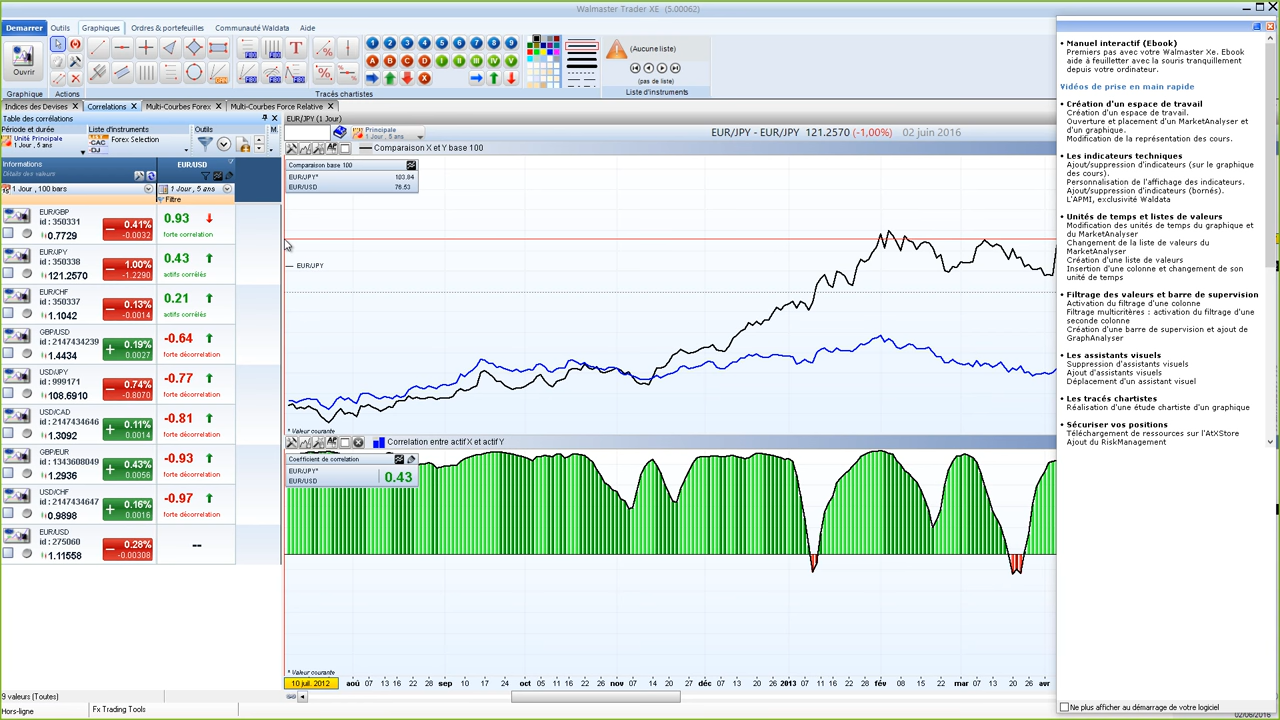 Walmaster Trader XE (5.00062)
Demarrer Outils Graphiques Ordres & portefeuilles Communauté Waldata Aide
Ouvrir
(Aucune liste)
(pas de liste)
Graphique Actions Tracés chartistes Liste d'instruments
Indices des Devises X Correlations X Multi-Courbes Forex X Multi-Courbes Force Relative X
Table des corrélations
Période et durée Liste d'instruments Outils M.
Unité Principale
1 Jour , 5 ans
Forex Selection
Informations
Détails des valeurs
EUR/USD
1 Jour , 100 bars 1 Jour , 5 ans
Filtre
EUR/GBP
id : 350331
0.7729
0.41%
-0.0032
0.93
forte correlation
EUR/JPY
id : 350338
121.2570
1.00%
-1.2290
0.43
actifs corrélés
EUR/CHF
id : 350337
1.1042
0.13%
-0.0014
0.21
actifs corrélés
GBP/USD
id : 2147434239
1.4434
0.19%
0.0027
-0.64
forte décorrelation
USD/JPY
id : 999171
108.6910
0.74%
-0.8070
-0.77
forte décorrelation
USD/CAD
id : 2147434646
1.3092
0.11%
0.0014
-0.81
forte décorrelation
GBP/EUR
id : 1343608049
1.2936
0.43%
0.0056
-0.93
forte décorrelation
USD/CHF
id : 2147434647
0.9898
0.16%
0.0016
-0.97
forte décorrelation
EUR/USD
id : 275060
1.11558
0.28%
-0.00308
--
9 valeurs (Toutes)
Hors-ligne
Fx Trading Tools
EUR/JPY (1 Jour)
Principale
1 Jour , 5 ans
EUR/JPY - EUR/JPY 121.2570 (-1,00%) 02 juin 2016
Comparaison X et Y base 100
Comparaison base 100
EUR/JPY* 103.84
EUR/USD 76.53
EUR/JPY
* Valeur courante
Correlation entre actif X et actif Y
Coefficient de correlation
EUR/JPY*
EUR/USD
0.43
* Valeur courante
10 juil. 2012 aoû 07 13 16 22 28 sep 10 17 24 oct 10 16 22 26 nov 07 13 19 22 28 déc 07 13 19 24 2013 07 11 17 22 28 fév 08 15 21 26 mar 08 15 21 27 avr
• Manuel interactif (Ebook)
Premiers pas avec votre Walmaster Xe. Ebook
aide à feuilletter avec la souris tranquillement
depuis votre ordinateur.
Vidéos de prise en main rapide
• Création d'un espace de travail
Création d'un espace de travail.
Ouverture et placement d'un MarketAnalyser et
d'un graphique.
Modification de la représentation des cours.
• Les indicateurs techniques
Ajout/suppression d'indicateurs (sur le graphique
des cours).
Personnalisation de l'affichage des indicateurs.
Ajout/suppression d'indicateurs (bornés).
L'APMI, exclusivité Waldata
• Unités de temps et listes de valeurs
Modification des unités de temps du graphique et
du MarketAnalyser
Changement de la liste de valeurs du
MarketAnalyser
Création d'une liste de valeurs
Insertion d'une colonne et changement de son
unité de temps
• Filtrage des valeurs et barre de supervision
Activation du filtrage d'une colonne
Filtrage multicritères : activation du filtrage d'une
seconde colonne
Création d'une barre de supervision et ajout de
GraphAnalyser
• Les assistants visuels
Suppression d'assistants visuels
Ajout d'assistants visuels
Déplacement d'un assistant visuel
• Les tracés chartistes
Réalisation d'une étude chartiste d'un graphique
• Sécuriser vos positions
Téléchargement de ressources sur l'AtXStore
Ajout du RiskManagement
Ne plus afficher au démarrage de votre logiciel
02/06/2016